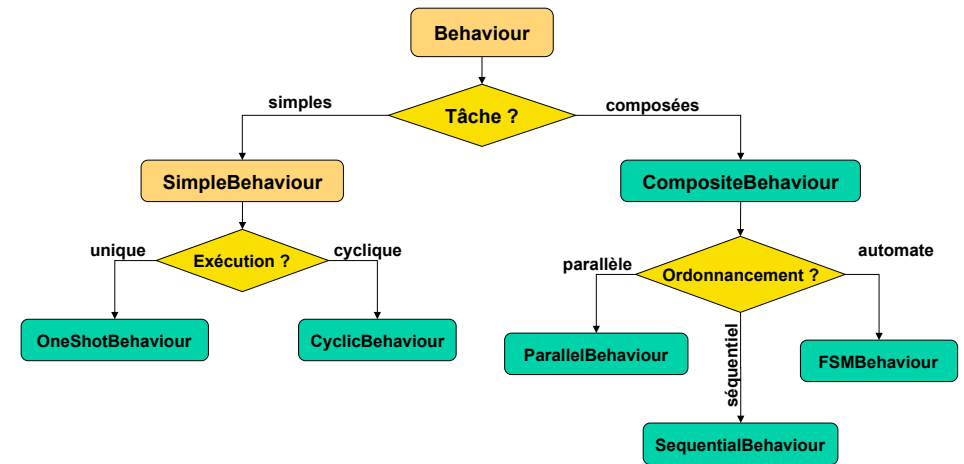 Behaviour
simples
Tâche ?
composées
SimpleBehaviour
CompositeBehaviour
unique
Exécution ?
cyclique
parallèle
Ordonnancement ?
automate
OneShotBehaviour
CyclicBehaviour
ParallelBehaviour
séquentiel
FSMBehaviour
SequentialBehaviour